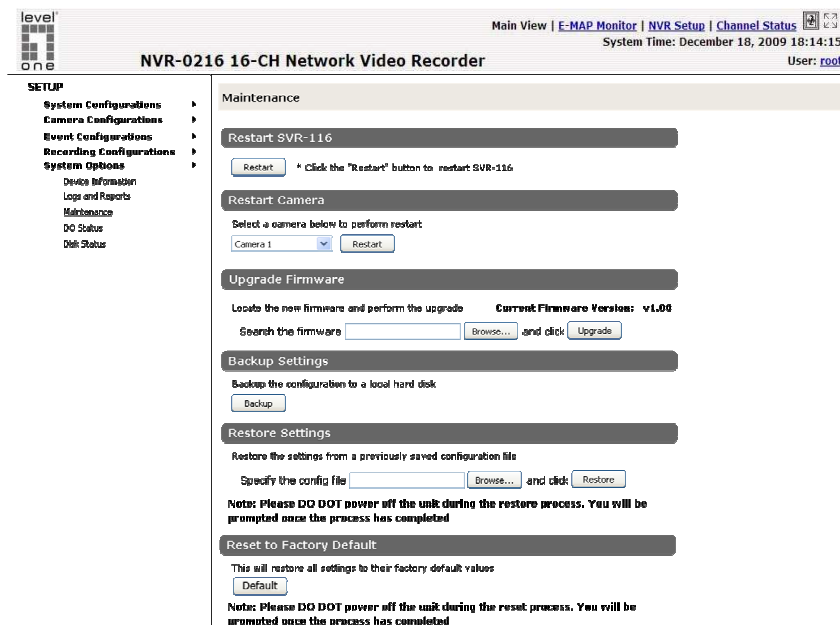 level
one
Main View | E-MAP Monitor | NVR Setup | Channel Status
System Time: December 18, 2009 18:14:15
NVR-0216 16-CH Network Video Recorder
User: root
SETUP
System Configurations
Camera Configurations
Event Configurations
Recording Configurations
System Options
Device Information
Logs and Reports
Maintenance
DO Status
Disk Status
Maintenance
Restart SVR-116
Restart * Click the "Restart" button to restart SVR-116
Restart Camera
Select a camera below to perform restart
Camera 1 Restart
Upgrade Firmware
Locate the new firmware and perform the upgrade Current Firmware Version: v1.00
Search the firmware Browse... and click Upgrade
Backup Settings
Backup the configuration to a local hard disk
Backup
Restore Settings
Restore the settings from a previously saved configuration file
Specify the config file Browse... and click Restore
Note: Please DO DOT power off the unit during the restore process. You will be
prompted once the process has completed
Reset to Factory Default
This will restore all settings to their factory default values
Default
Note: Please DO DOT power off the unit during the reset process. You will be
prompted once the process has completed